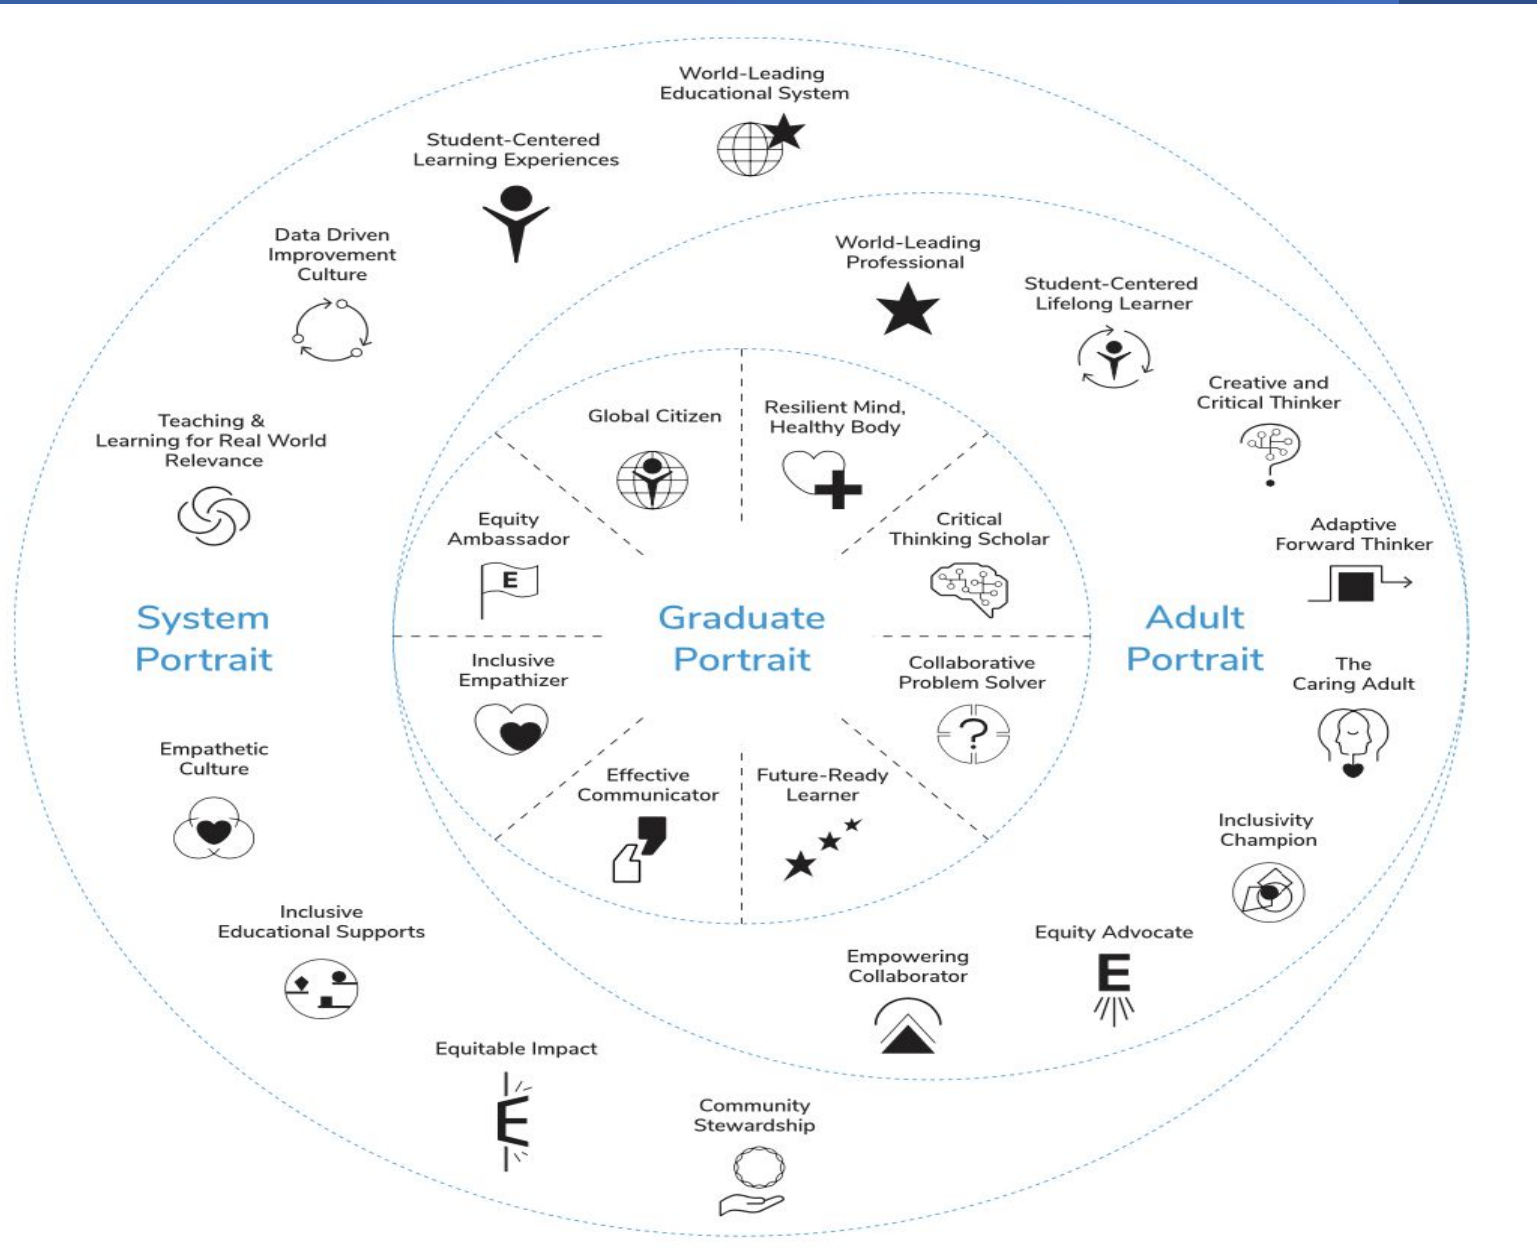 World-Leading
Educational System
Student-Centered
Learning Experiences
Data Driven
Improvement
Culture
Teaching &
Learning for Real World
Relevance
System
Portrait
Empathetic
Culture
Inclusive
Educational Supports
Equitable Impact
E
Community
Stewardship
World-Leading
Professional
Student-Centered
Lifelong Learner
Creative and
Critical Thinker
Adaptive
Forward Thinker
Adult
Portrait
The
Caring Adult
Inclusivity
Champion
Equity Advocate
E
Empowering
Collaborator
Global Citizen
Resilient Mind,
Healthy Body
Equity
Ambassador
E
Critical
Thinking Scholar
Graduate
Portrait
Inclusive
Empathizer
Collaborative
Problem Solver
?
Effective
Communicator
Future-Ready
Learner